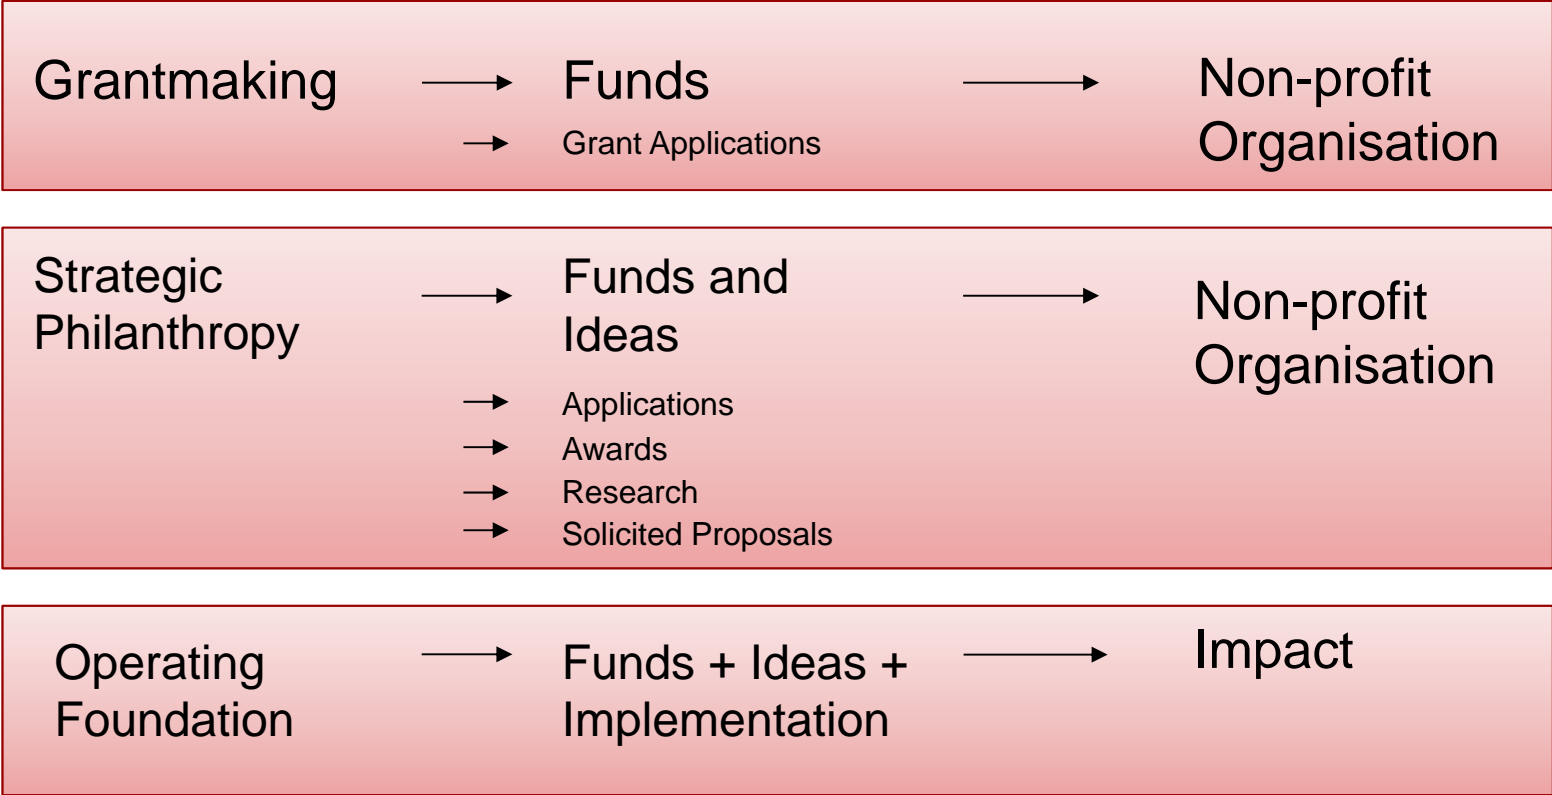 Grantmaking
Funds
Grant Applications
Non-profit
Organisation
Strategic
Philanthropy
Funds and
Ideas
Applications
Awards
Research
Solicited Proposals
Non-profit
Organisation
Operating
Foundation
Funds + Ideas +
Implementation
Impact